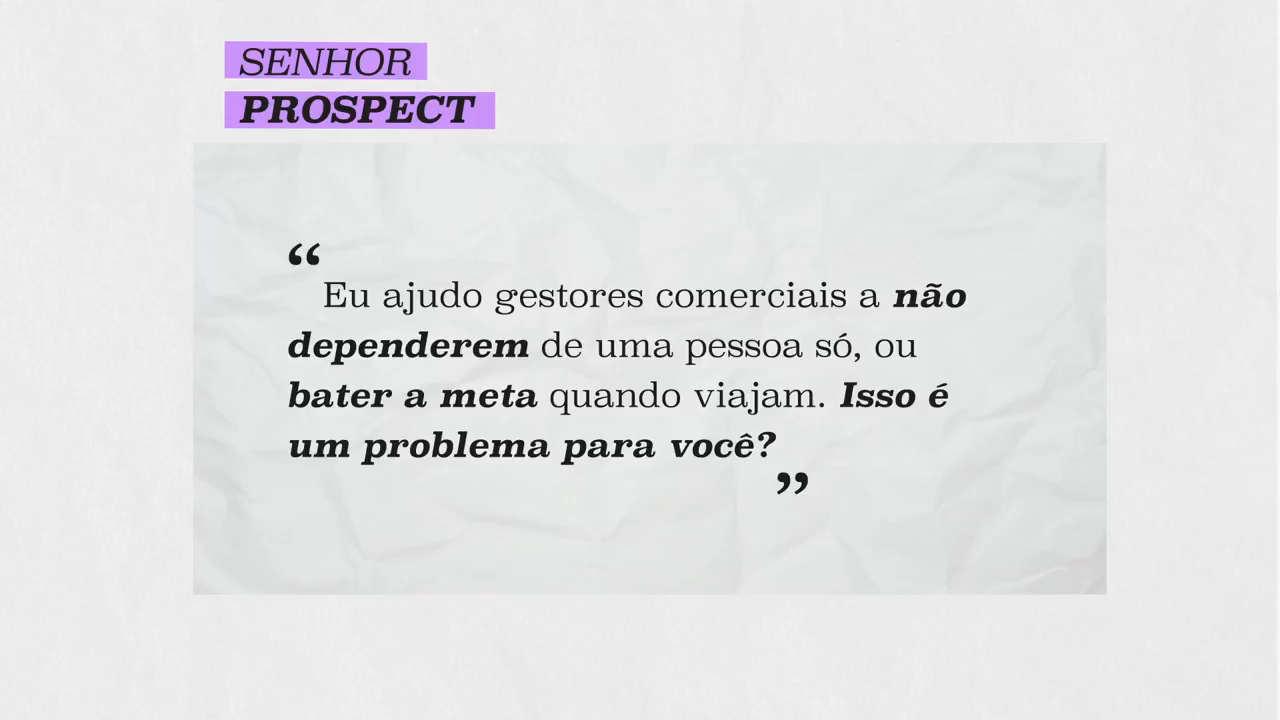 SENHOR
PROSPECT
“Eu ajudo gestores comerciais a não
dependerem de uma pessoa só, ou
bater a meta quando viajam. Isso é
um problema para você?”